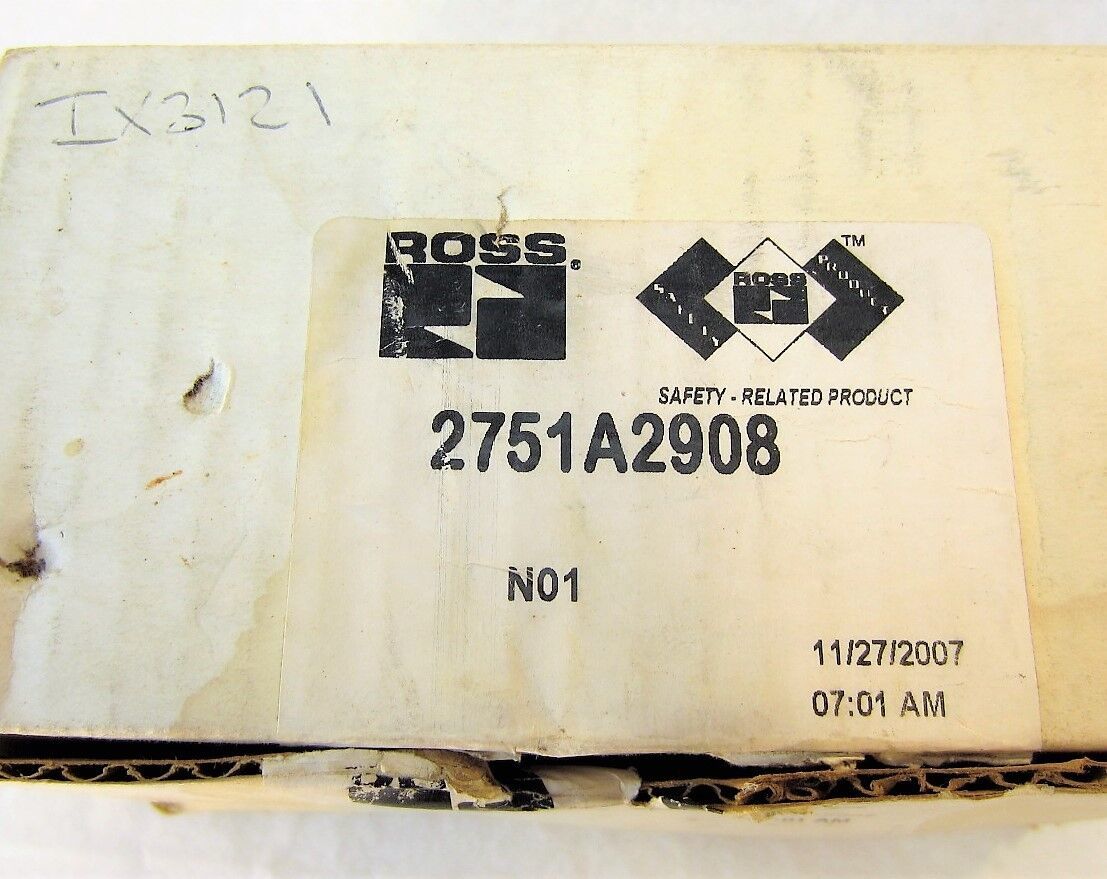 IX3121
ROSS®
SAFETY ROSS PRODUCT ™
SAFETY - RELATED PRODUCT
2751A2908
N01
11/27/2007
07:01 AM